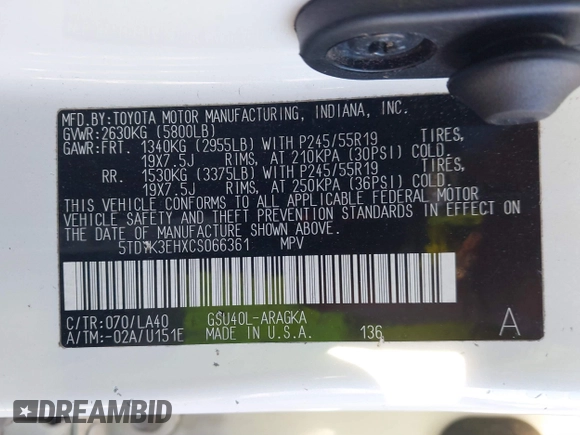 MFD.BY:TOYOTA MOTOR MANUFACTURING, INDIANA, INC.
GVWR:2630KG (5800LB)
GAWR:FRT. 1340KG (2955LB) WITH P245/55R19 TIRES,
19X7.5J RIMS, AT 210KPA (30PSI) COLD.
RR. 1530KG (3375LB) WITH P245/55R19 TIRES,
19X7.5J RIMS, AT 250KPA (36PSI) COLD.
THIS VEHICLE CONFORMS TO ALL APPLICABLE FEDERAL MOTOR
VEHICLE SAFETY AND THEFT PREVENTION STANDARDS IN EFFECT ON
THE DATE OF MANUFACTURE SHOWN ABOVE.
5TDYK3EHXCS066361 MPV
C/TR:070/LA40 GSU40L-ARAGKA
A/TM:-02A/U151E MADE IN U.S.A. 136 A
DREAMBID